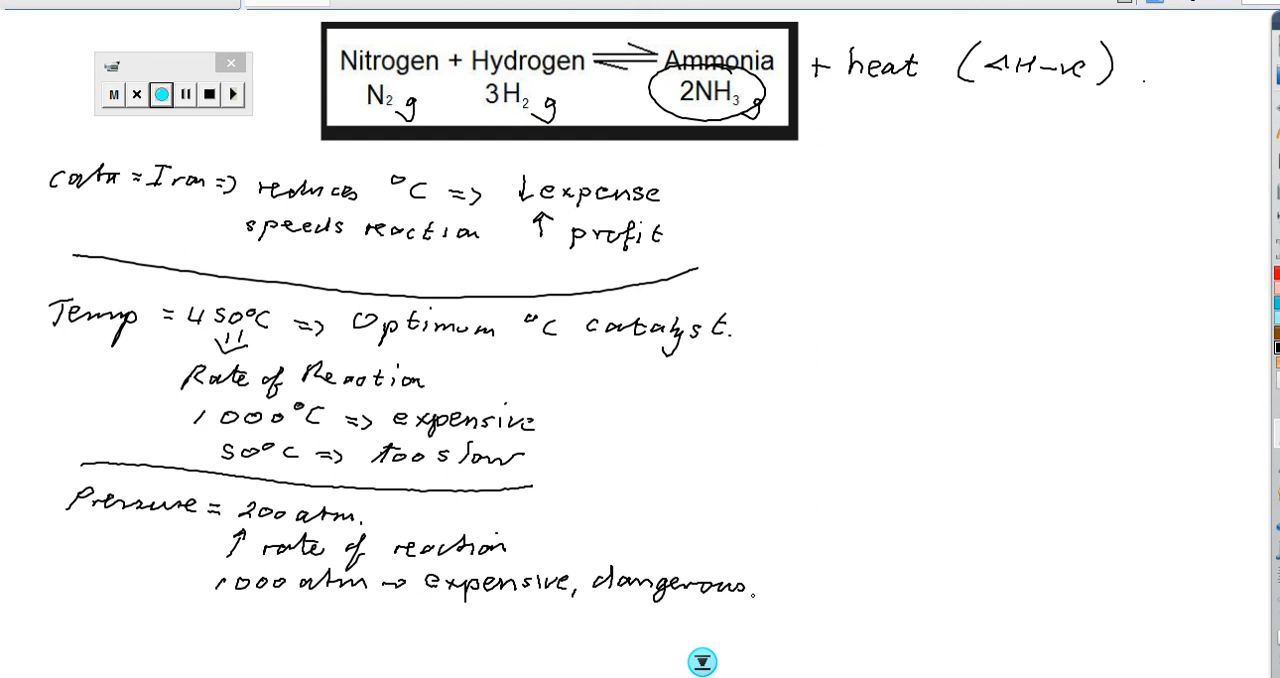 Nitrogen + Hydrogen ⇌ Ammonia + heat (ΔH-ve).
N2 g 3H2 g 2NH3 g
M
= Iron => reduces °C => ↓ expense
speeds reaction ↑ profit
Temp = 450°C => Optimum °C catalyst.
Rate of Reaction
1000°C => expensive
50°C => too slow
Pressure = 200 atm.
↑ rate of reaction
1000 atm → expensive, dangerous.